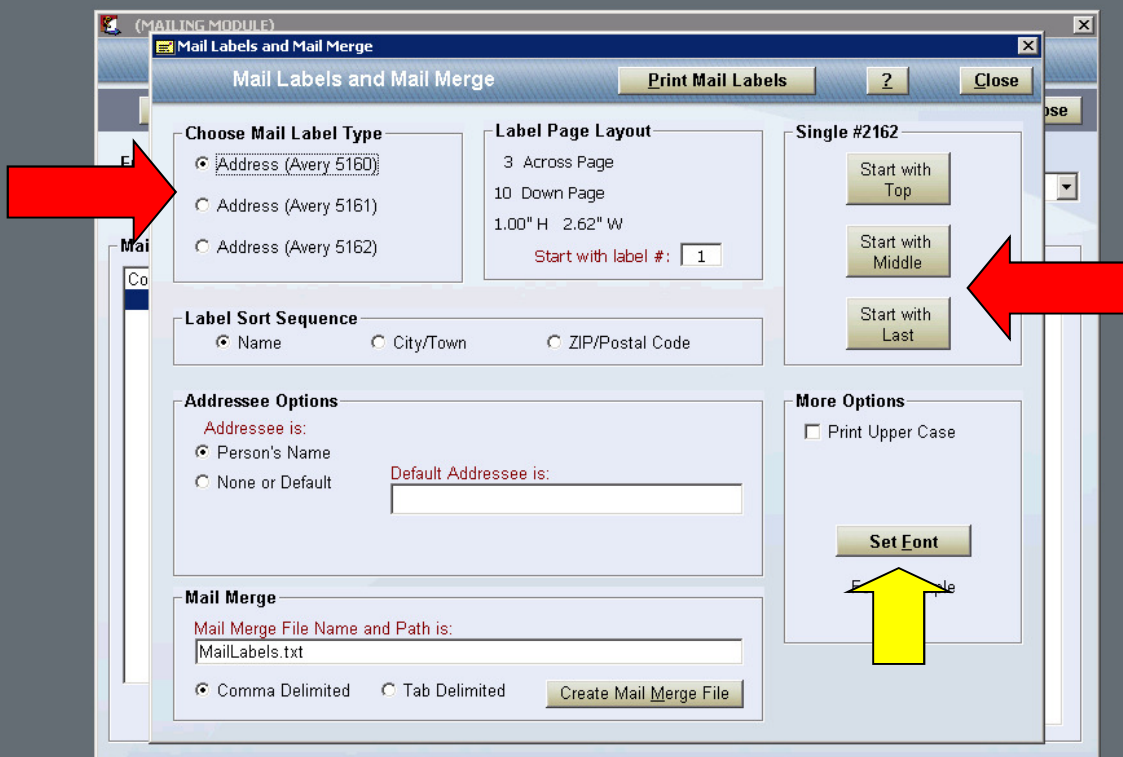 (MAILING MODULE)
Mail Labels and Mail Merge
Mail Labels and Mail Merge
Print Mail Labels
?
Close
Choose Mail Label Type
Address (Avery 5160)
Address (Avery 5161)
Address (Avery 5162)
Label Page Layout
3 Across Page
10 Down Page
1.00" H 2.62" W
Start with label #: 1
Single #2162
Start with
Top
Start with
Middle
Start with
Last
Label Sort Sequence
Name
City/Town
ZIP/Postal Code
Addressee Options
Addressee is:
Person's Name
None or Default
Default Addressee is:
More Options
Print Upper Case
Set Font
Mail Merge
Mail Merge File Name and Path is:
MailLabels.txt
Comma Delimited
Tab Delimited
Create Mail Merge File